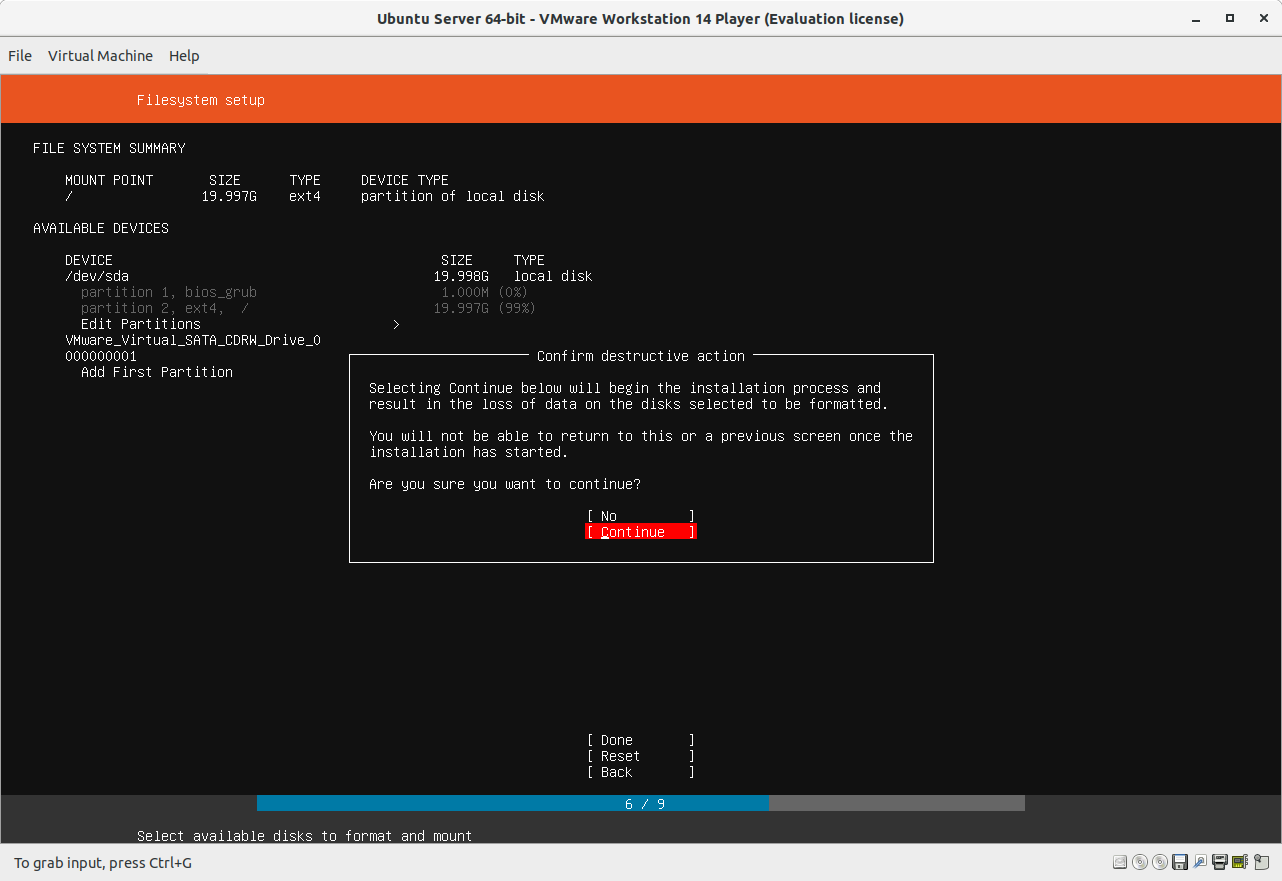 Ubuntu Server 64-bit - VMware Workstation 14 Player (Evaluation license)
File Virtual Machine Help
Filesystem setup
FILE SYSTEM SUMMARY
MOUNT POINT SIZE TYPE DEVICE TYPE
/ 19.997G ext4 partition of local disk
AVAILABLE DEVICES
DEVICE SIZE TYPE
/dev/sda 19.998G local disk
partition 1, bios_grub 1.000M (0%)
partition 2, ext4, / 19.997G (99%)
Edit Partitions >
VMware_Virtual_SATA_CDRW_Drive_0
000000001
Add First Partition
Confirm destructive action
Selecting Continue below will begin the installation process and
result in the loss of data on the disks selected to be formatted.
You will not be able to return to this or a previous screen once the
installation has started.
Are you sure you want to continue?
[ No ]
[ Continue ]
[ Done ]
[ Reset ]
[ Back ]
6 / 9
Select available disks to format and mount
To grab input, press Ctrl+G